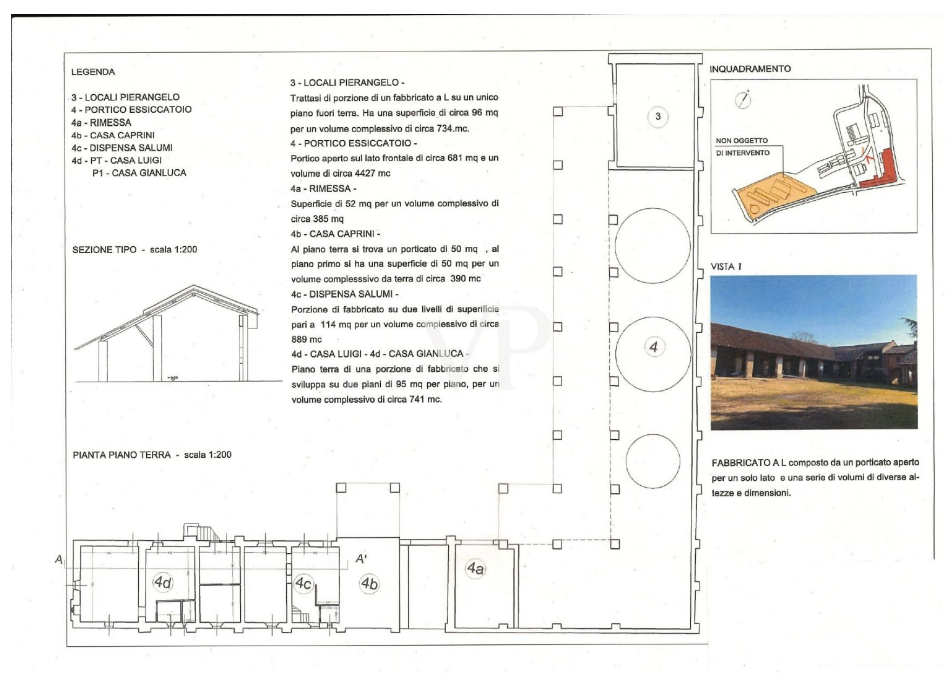 LEGENDA
3 - LOCALI PIERANGELO
4 - PORTICO ESSICCATOIO
4a - RIMESSA
4b - CASA CAPRINI
4c - DISPENSA SALUMI
4d - PT - CASA LUIGI
P1 - CASA GIANLUCA
SEZIONE TIPO - scala 1:200
3 - LOCALI PIERANGELO -
Trattasi di porzione di un fabbricato a L su un unico
piano fuori terra. Ha una superficie di circa 96 mq
per un volume complessivo di circa 734.mc.
4 - PORTICO ESSICCATOIO -
Portico aperto sul lato frontale di circa 681 mq e un
volume di circa 4427 mc
4a - RIMESSA -
Superficie di 52 mq per un volume complessivo di
circa 385 mq
4b - CASA CAPRINI -
Al piano terra si trova un porticato di 50 mq , al
piano primo si ha una superficie di 50 mq per un
volume complesssivo da terra di circa 390 mc
4c - DISPENSA SALUMI -
Porzione di fabbricato su due livelli di superificie
pari a 114 mq per un volume complessivo di circa
889 mc
4d - CASA LUIGI - 4d - CASA GIANLUCA -
Piano terra di una porzione di fabbricato che si
sviluppa su due piani di 95 mq per piano, per un
volume complessivo di circa 741 mc.
VP
PIANTA PIANO TERRA - scala 1:200
3
4
A
A'
4d
4c
4b
4a
INQUADRAMENTO
NON OGGETTO
DI INTERVENTO
1
VISTA 1
FABBRICATO A L composto da un porticato aperto
per un solo lato e una serie di volumi di diverse al-
tezze e dimensioni.